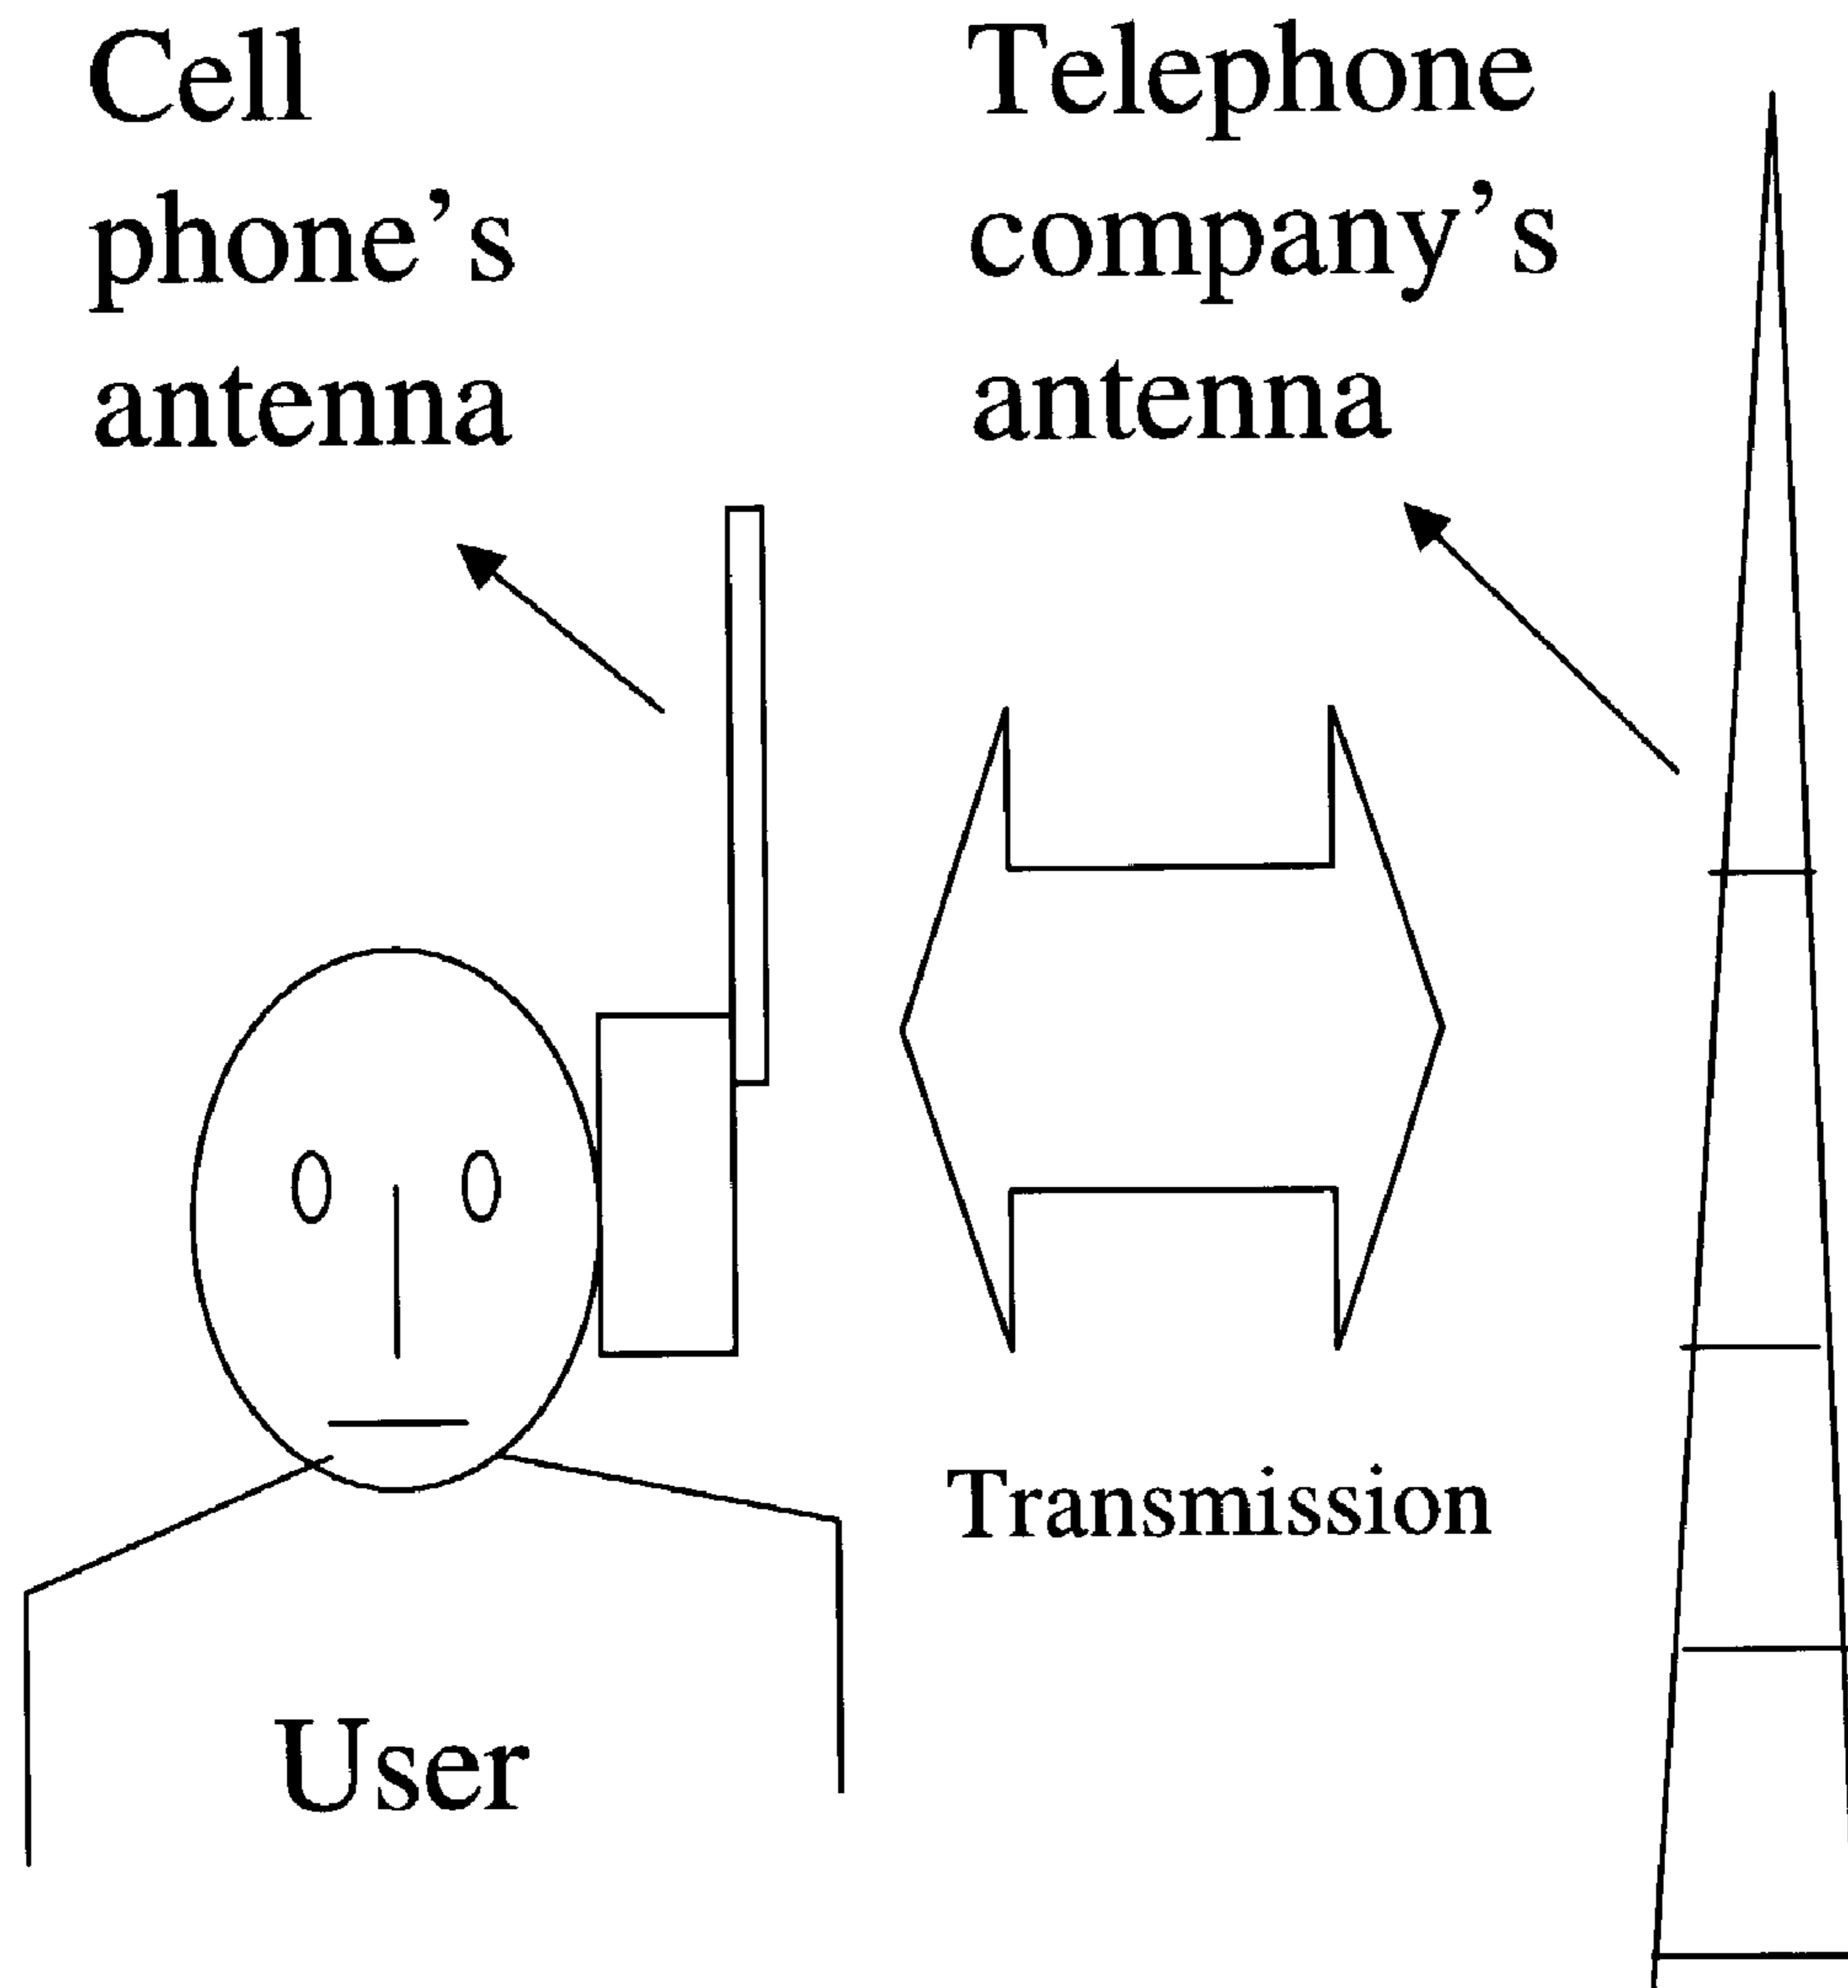 Cell
phone’s
antenna
Telephone
company’s
antenna
Transmission
User